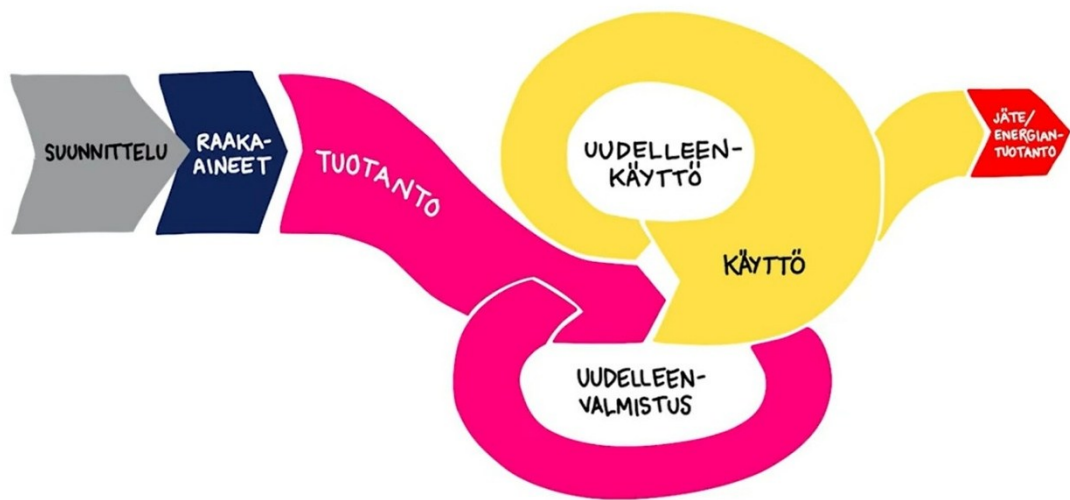 SUUNNITTELU
RAAKA-
AINEET
TUOTANTO
UUDELLEEN-
KÄYTTÖ
KÄYTTÖ
UUDELLEEN-
VALMISTUS
JÄTE/
ENERGIAN-
TUOTANTO